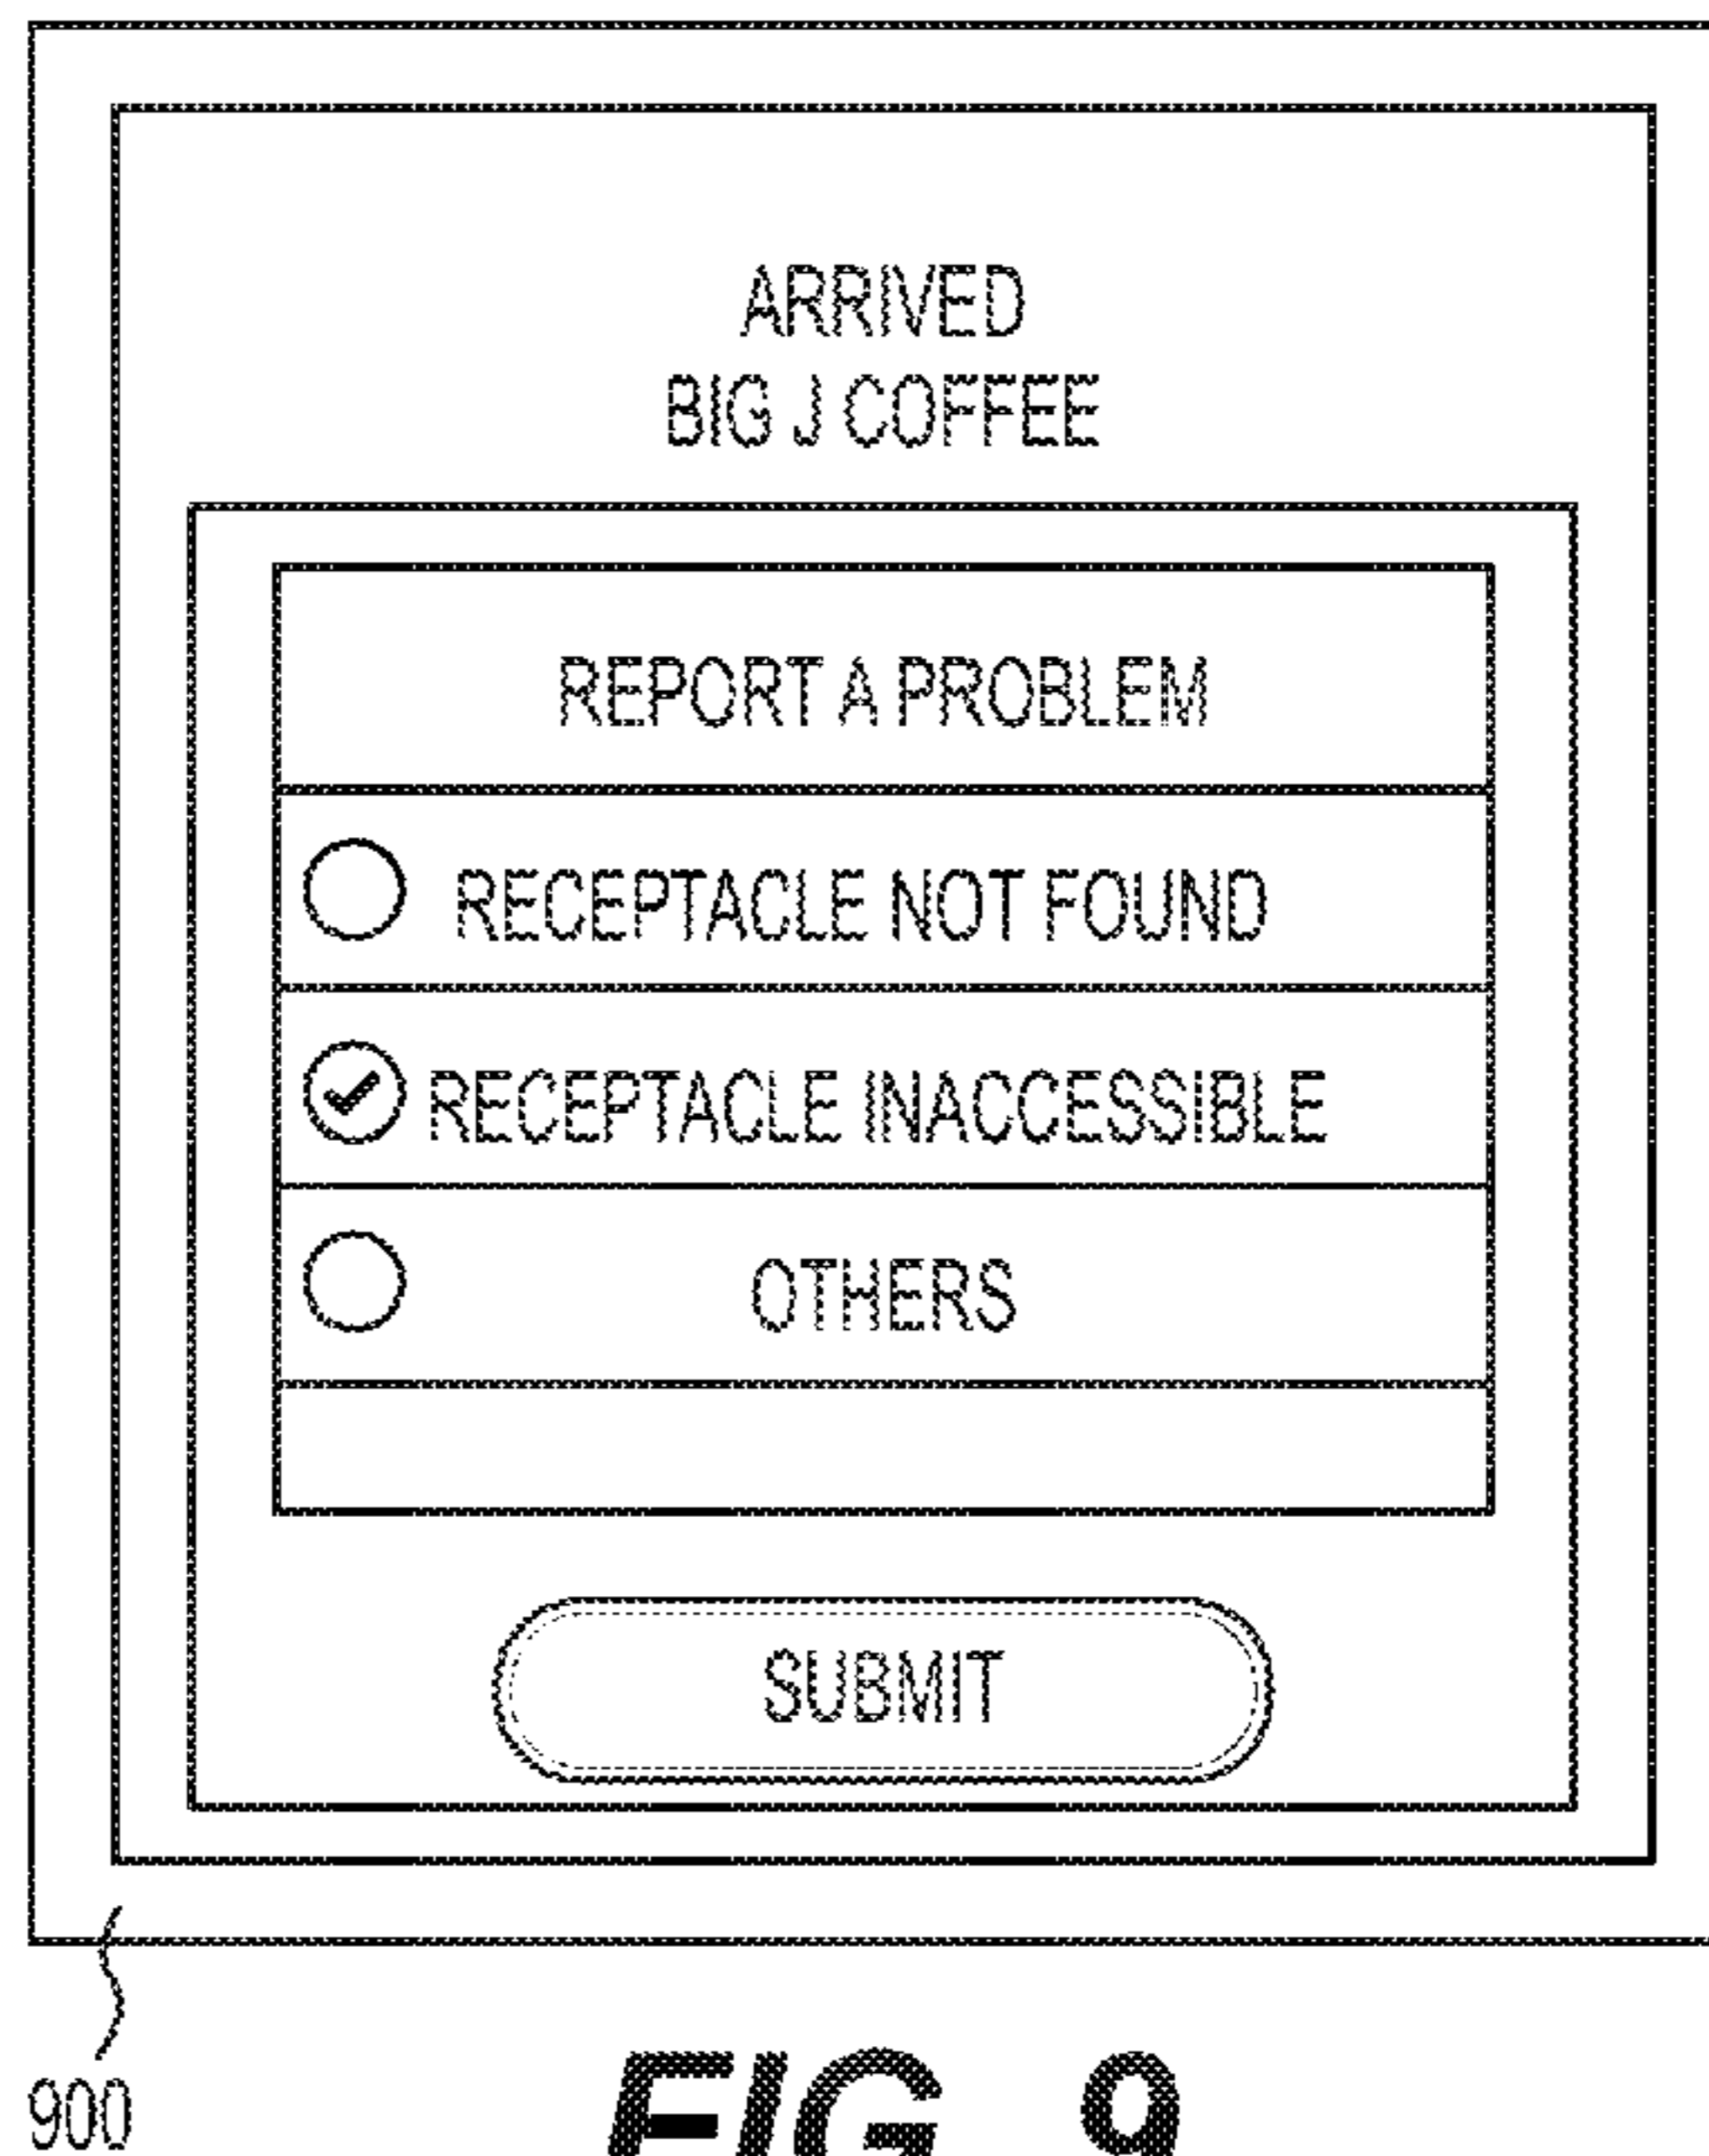 ARRIVED
BIG J COFFEE
REPORT A PROBLEM
RECEPTACLE NOT FOUND
RECEPTACLE INACCESSIBLE
OTHERS
SUBMIT
900
FIG. 9